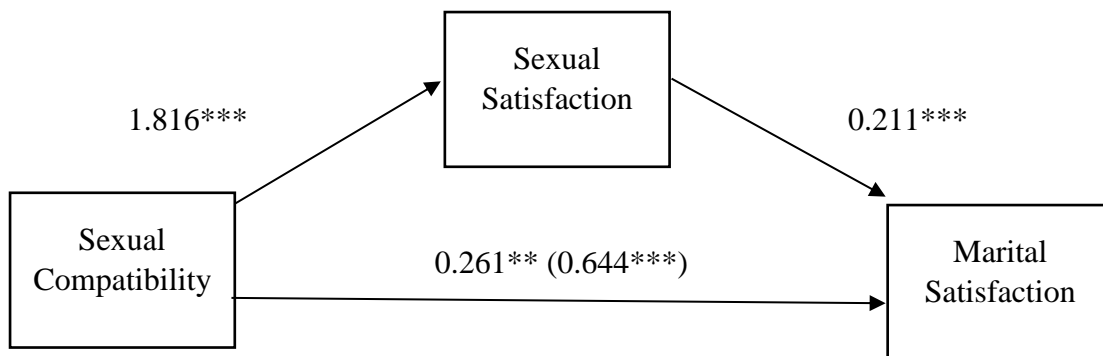 Sexual
Satisfaction
1.816***
0.211***
Sexual
Compatibility
0.261** (0.644***)
Marital
Satisfaction